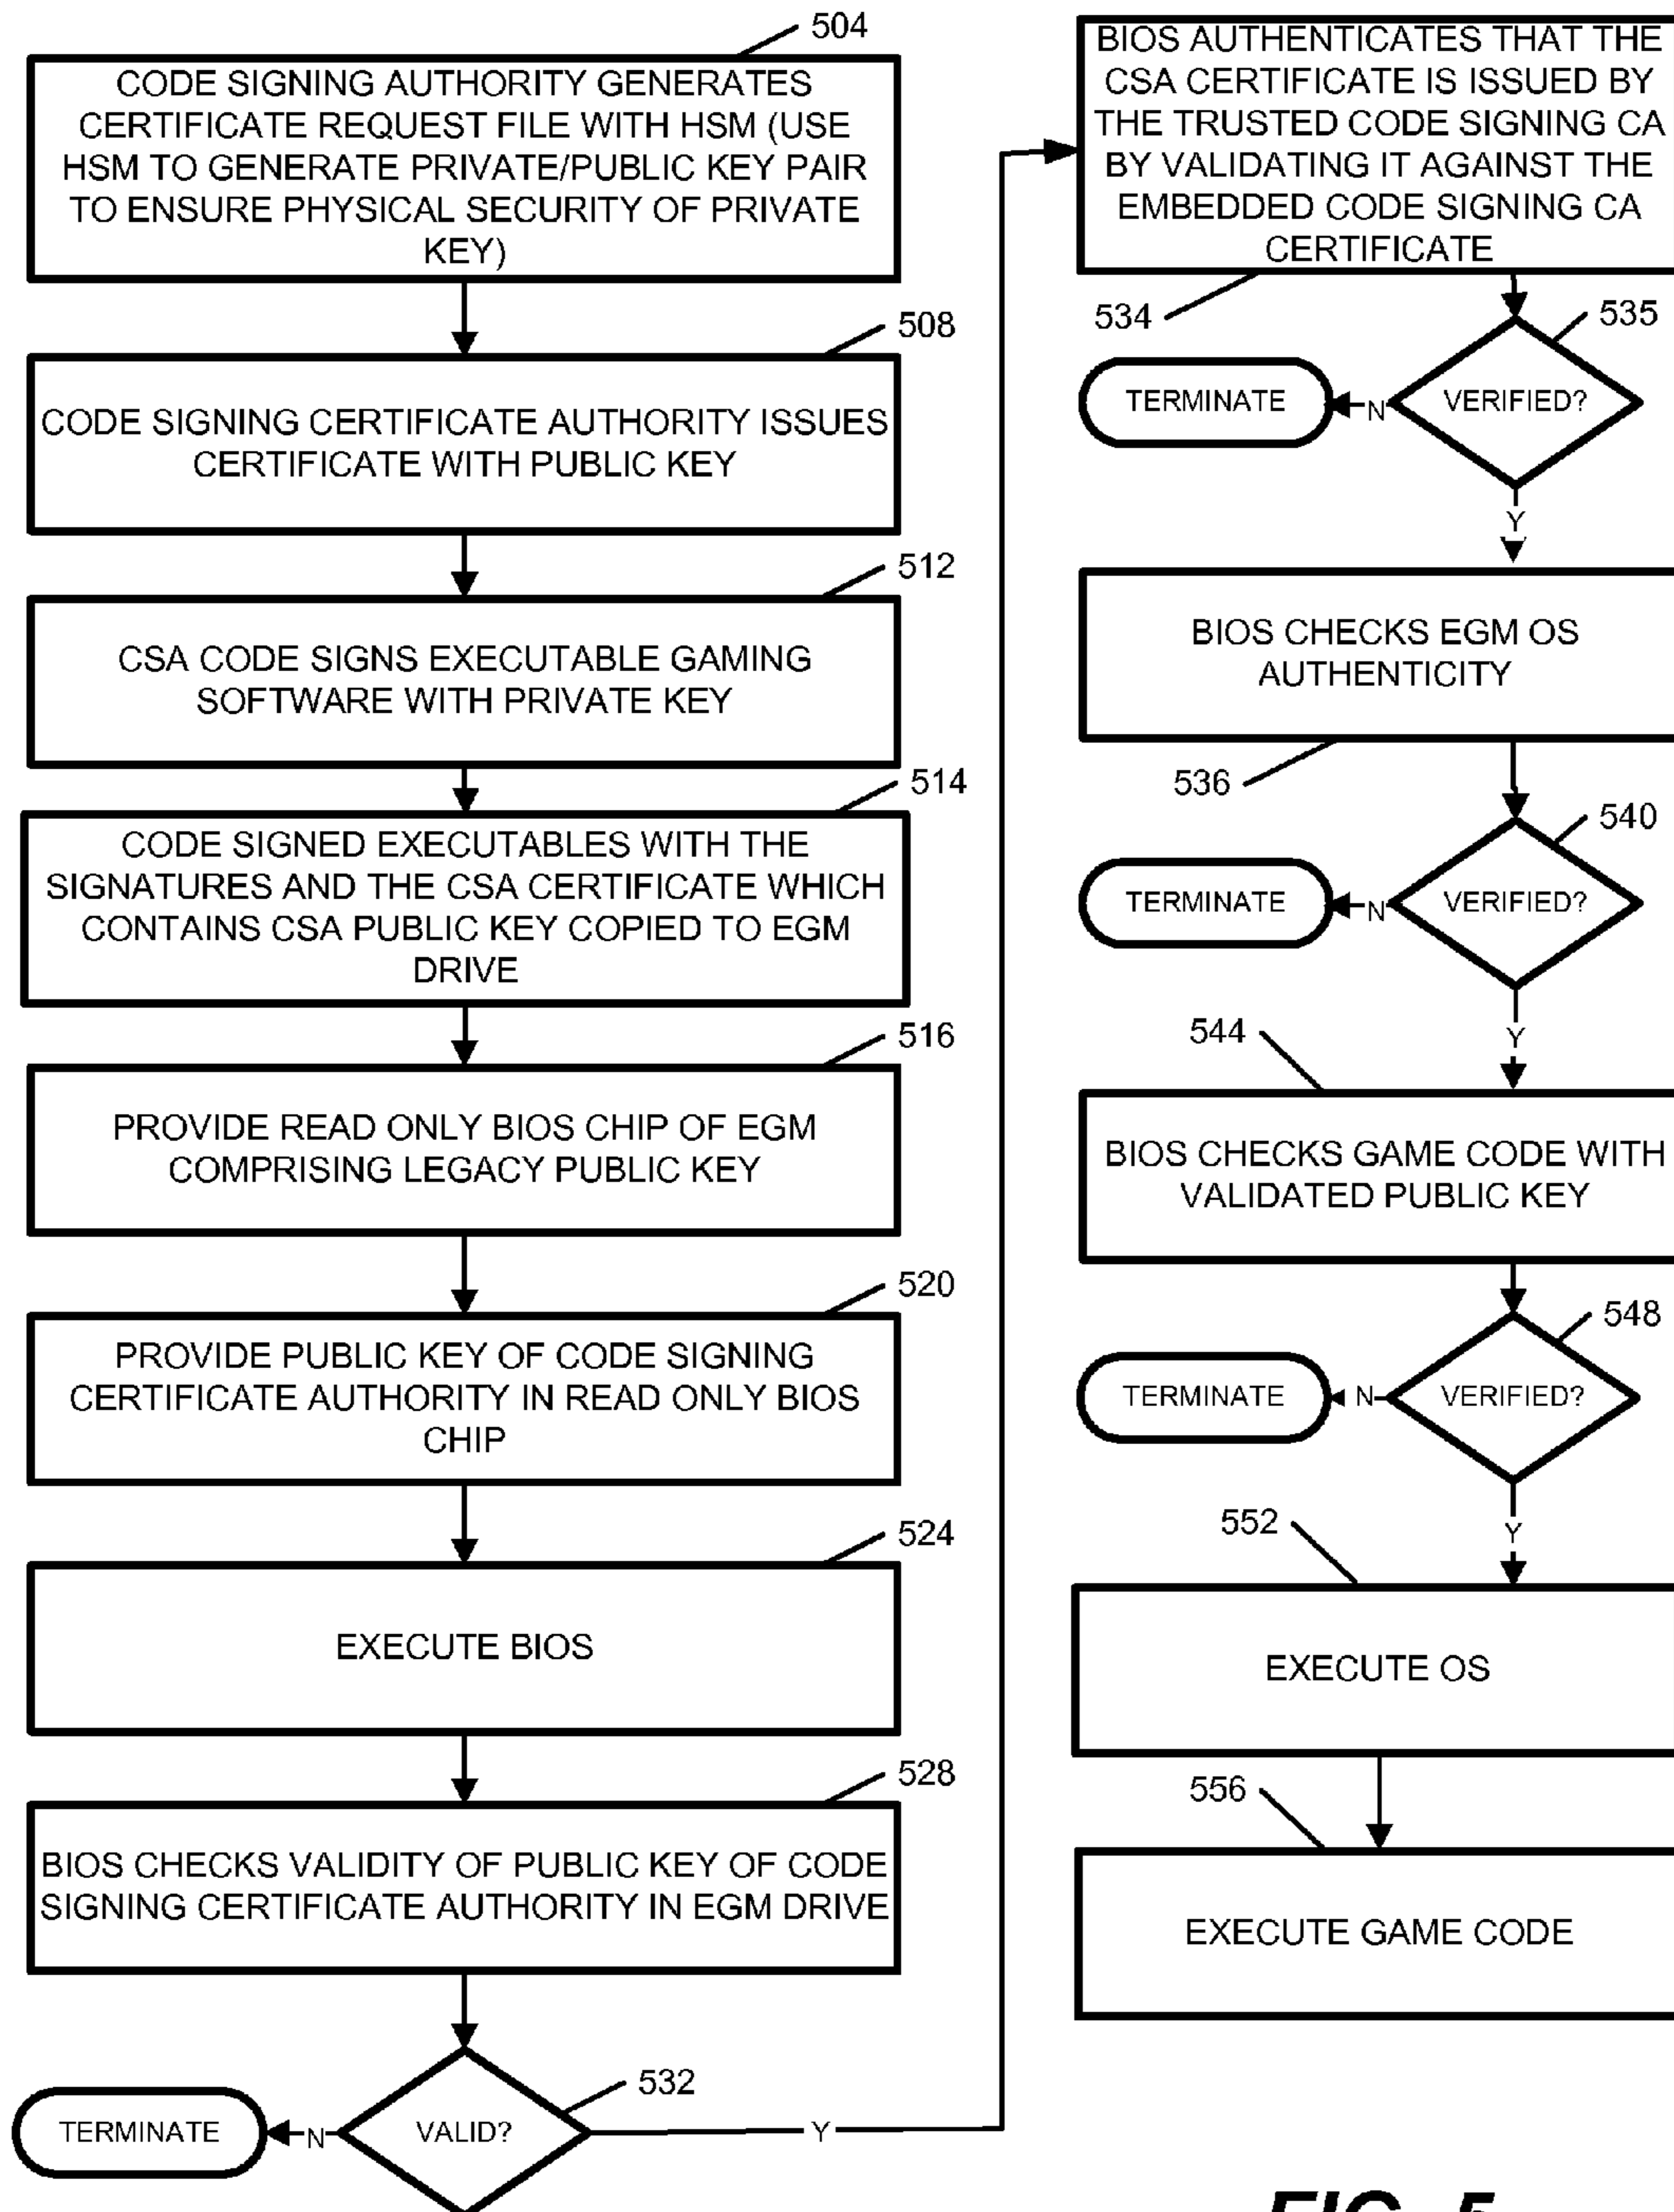 504
CODE SIGNING AUTHORITY GENERATES
CERTIFICATE REQUEST FILE WITH HSM (USE
HSM TO GENERATE PRIVATE/PUBLIC KEY PAIR
TO ENSURE PHYSICAL SECURITY OF PRIVATE
KEY)
508
CODE SIGNING CERTIFICATE AUTHORITY ISSUES
CERTIFICATE WITH PUBLIC KEY
512
CSA CODE SIGNS EXECUTABLE GAMING
SOFTWARE WITH PRIVATE KEY
514
CODE SIGNED EXECUTABLES WITH THE
SIGNATURES AND THE CSA CERTIFICATE WHICH
CONTAINS CSA PUBLIC KEY COPIED TO EGM
DRIVE
516
PROVIDE READ ONLY BIOS CHIP OF EGM
COMPRISING LEGACY PUBLIC KEY
520
PROVIDE PUBLIC KEY OF CODE SIGNING
CERTIFICATE AUTHORITY IN READ ONLY BIOS
CHIP
524
EXECUTE BIOS
528
BIOS CHECKS VALIDITY OF PUBLIC KEY OF CODE
SIGNING CERTIFICATE AUTHORITY IN EGM DRIVE
532
TERMINATE
N
VALID?
Y
BIOS AUTHENTICATES THAT THE
CSA CERTIFICATE IS ISSUED BY
THE TRUSTED CODE SIGNING CA
BY VALIDATING IT AGAINST THE
EMBEDDED CODE SIGNING CA
CERTIFICATE
534
535
TERMINATE
N
VERIFIED?
Y
BIOS CHECKS EGM OS
AUTHENTICITY
536
540
TERMINATE
N
VERIFIED?
Y
544
BIOS CHECKS GAME CODE WITH
VALIDATED PUBLIC KEY
548
TERMINATE
N
VERIFIED?
Y
552
EXECUTE OS
556
EXECUTE GAME CODE
FIG. 5